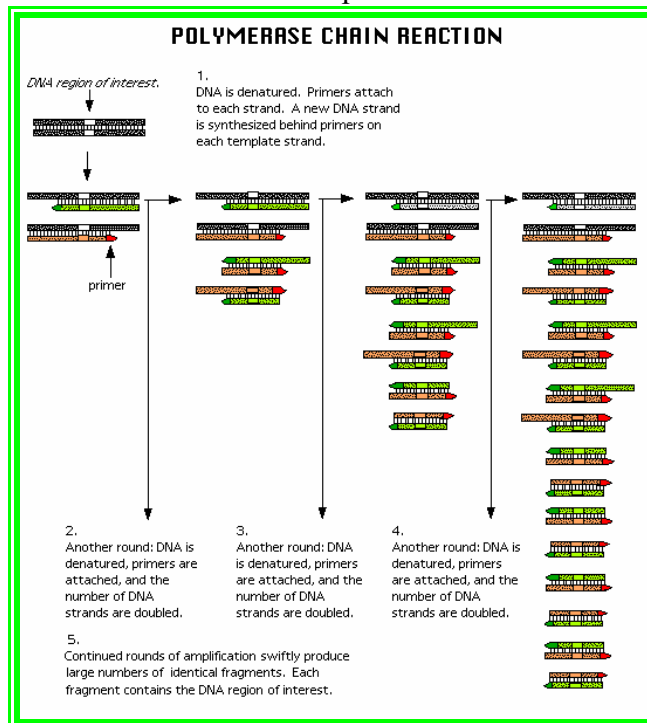 POLYMERASE CHAIN REACTION
DNA region of interest.
1.
DNA is denatured. Primers attach
to each strand. A new DNA strand
is synthesized behind primers on
each template strand.
primer
2.
Another round: DNA is
denatured, primers are
attached, and the
number of DNA
strands are doubled.
3.
Another round: DNA
is denatured, primers
are attached, and the
number of DNA
strands are doubled.
4.
Another round: DNA is
denatured, primers
are attached, and the
number of DNA
strands are doubled.
5.
Continued rounds of amplification swiftly produce
large numbers of identical fragments. Each
fragment contains the DNA region of interest.